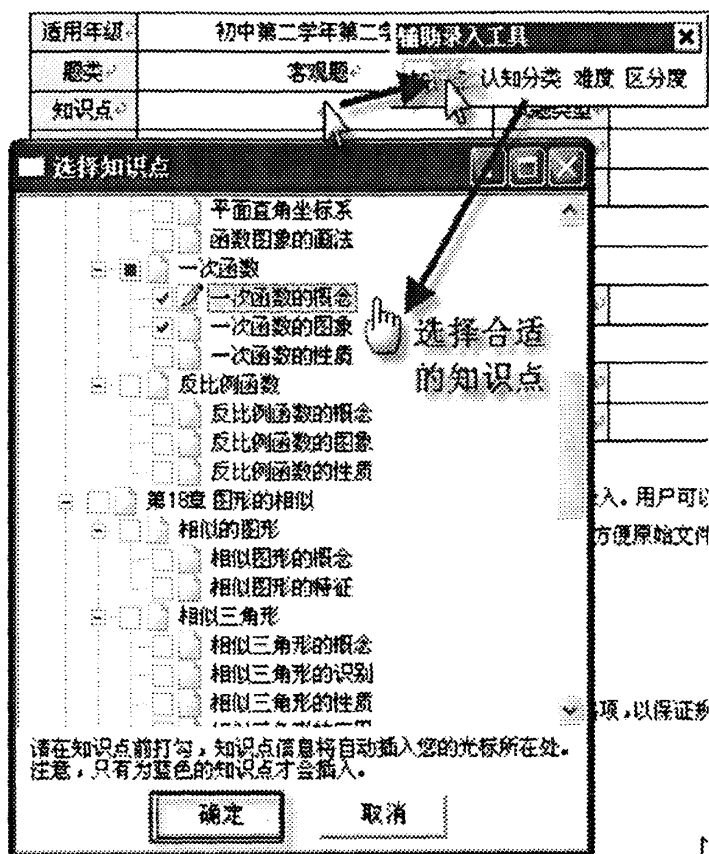 适用年级
初中第二学年第二学
辅助录入工具
题类
客观题
认知分类 难度 区分度
知识点
选择知识点
平面直角坐标系
函数图象的画法
一次函数
一次函数的概念
一次函数的图象
一次函数的性质
选择合适
的知识点
反比例函数
反比例函数的概念
反比例函数的图象
反比例函数的性质
第18章 图形的相似
入。用户可以
相似的图形
方便原始文件
相似图形的概念
相似图形的特征
相似三角形
相似三角形的概念
相似三角形的识别
相似三角形的性质
项,以保证
请在知识点前打勾,知识点信息将自动插入您的光标所在处。
注意,只有为蓝色的知识点才会插入。
确定
取消